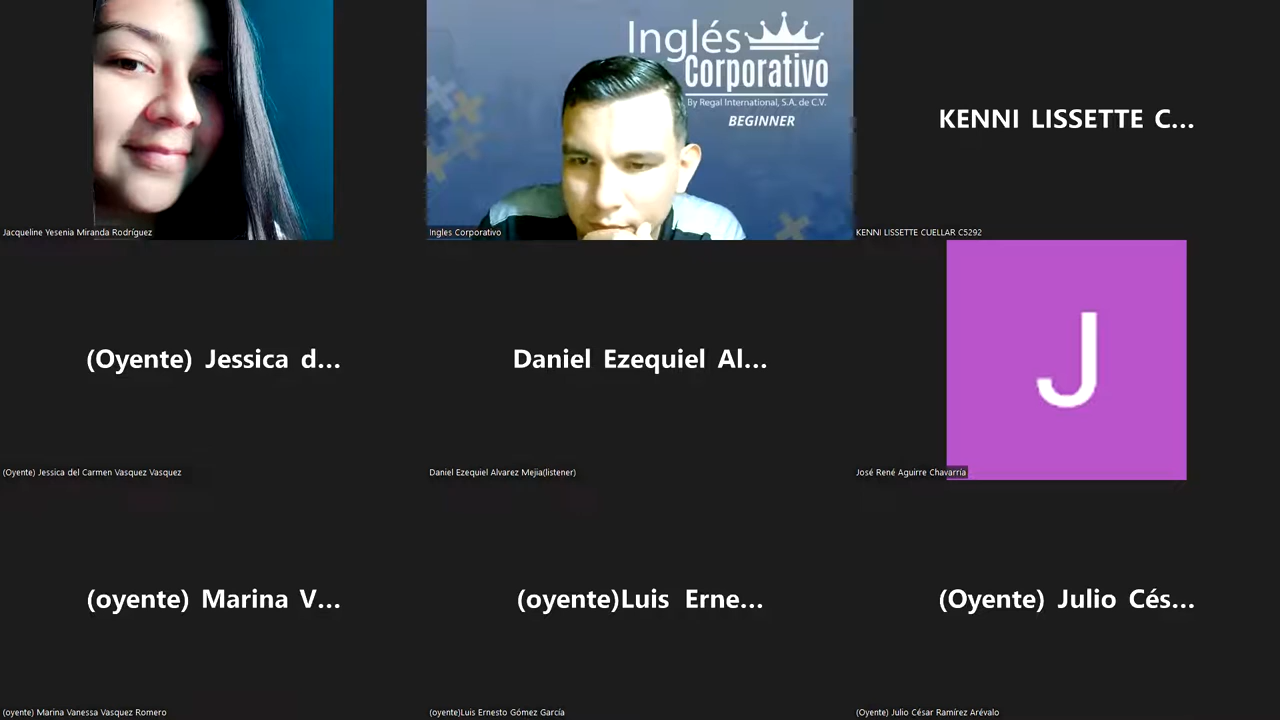 Inglés
Corporativo
By Regal International, S.A. de C.V.
BEGINNER
KENNI LISSETTE C...
Jacqueline Yesenia Miranda Rodríguez
Ingles Corporativo
KENNI LISSETTE CUELLAR C5292
(Oyente) Jessica d...
Daniel Ezequiel Al...
J
(Oyente) Jessica del Carmen Vasquez Vasquez
Daniel Ezequiel Alvarez Mejia(listener)
José René Aguirre Chavarría
(oyente) Marina V...
(oyente)Luis Erne...
(Oyente) Julio Cés...
(oyente) Marina Vanessa Vasquez Romero
(oyente)Luis Ernesto Gómez García
(Oyente) Julio César Ramírez Arévalo